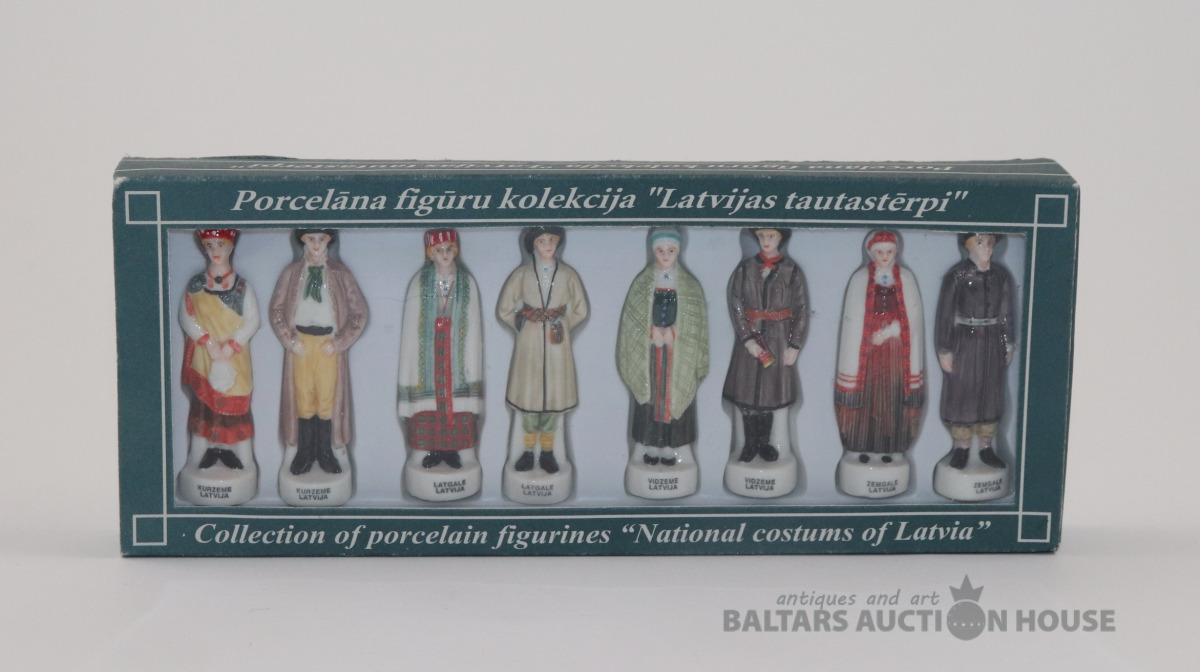 Porcelāna figūru kolekcija "Latvijas tautastērpi"
KURZEME
LATVIJA
KURZEME
LATVIJA
LATGALE
LATVIJA
LATGALE
LATVIJA
VIDZEME
LATVIJA
VIDZEME
LATVIJA
ZEMGALE
LATVIJA
ZEMGALE
LATVIJA
Collection of porcelain figurines “National costums of Latvia”
antiques and art
BALTARS AUCTION HOUSE